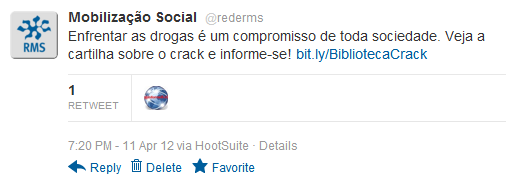 RMS
Mobilização Social @rederms
Enfrentar as drogas é um compromisso de toda sociedade. Veja a
cartilha sobre o crack e informe-se! bit.ly/BibliotecaCrack
1
RETWEET
7:20 PM - 11 Apr 12 via HootSuite · Details
Reply Delete Favorite